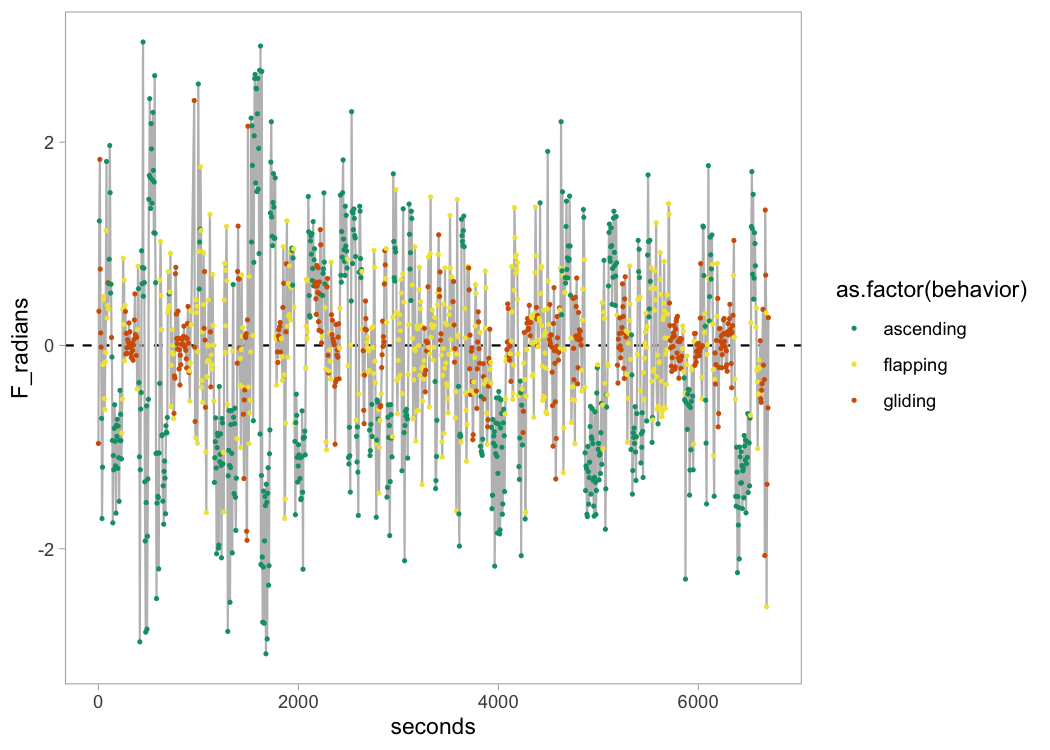 F_radians
2
0
-2
0
2000
4000
6000
seconds
as.factor(behavior)
ascending
flapping
gliding